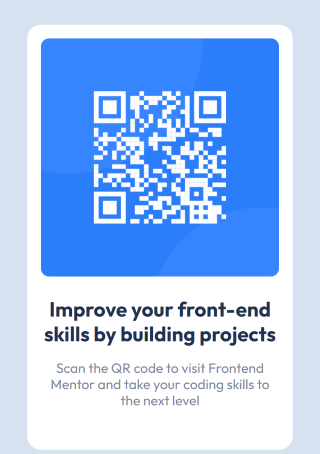 Improve your front-end
skills by building projects
Scan the QR code to visit Frontend
Mentor and take your coding skills to
the next level